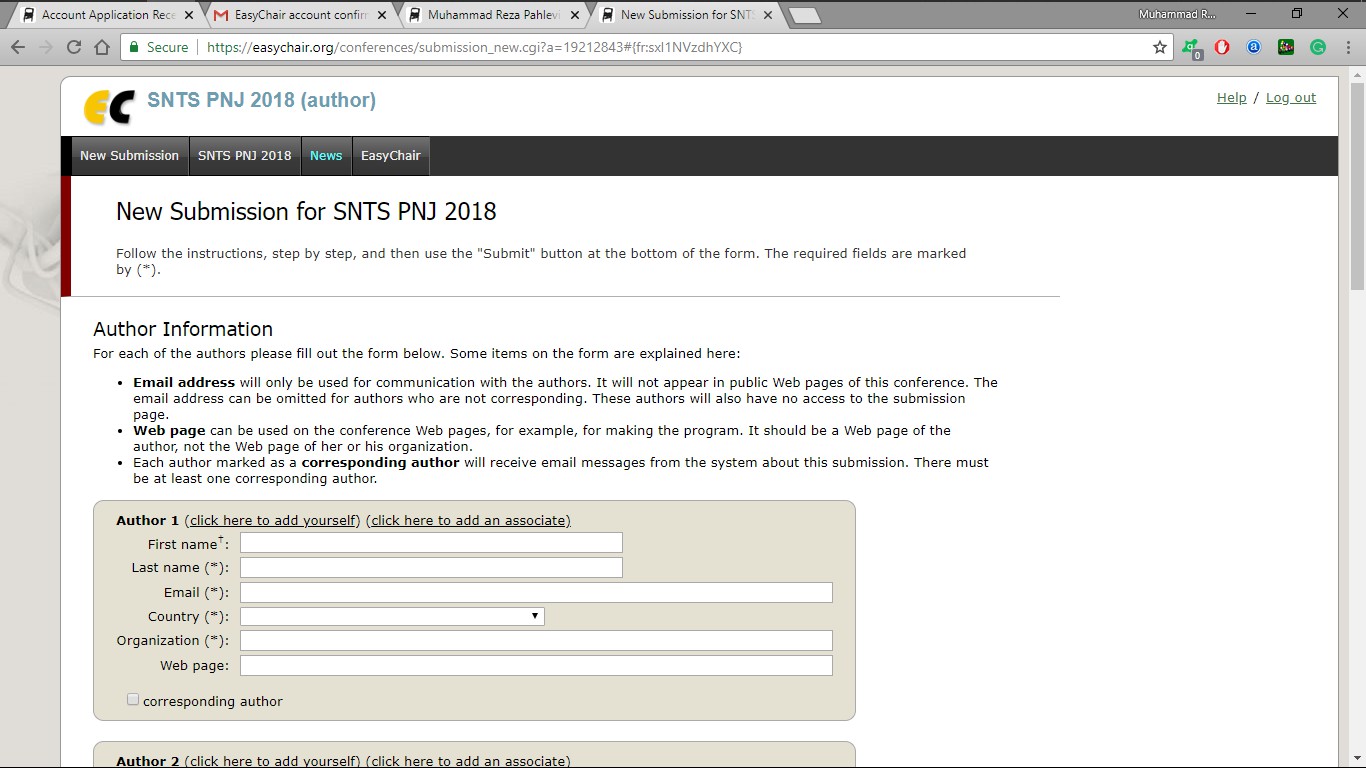 Account Application Rece
EasyChair account confirm
Muhammad Reza Pahlevi
New Submission for SNTS
Muhammad R...
Secure
https://easychair.org/conferences/submission_new.cgi?a=19212843#{fr:sxI1NVzdhYXC}
0
EC
SNTS PNJ 2018 (author)
Help / Log out
New Submission
SNTS PNJ 2018
News
EasyChair
New Submission for SNTS PNJ 2018
Follow the instructions, step by step, and then use the "Submit" button at the bottom of the form. The required fields are marked
by (*).
Author Information
For each of the authors please fill out the form below. Some items on the form are explained here:
• Email address will only be used for communication with the authors. It will not appear in public Web pages of this conference. The
email address can be omitted for authors who are not corresponding. These authors will also have no access to the submission
page.
• Web page can be used on the conference Web pages, for example, for making the program. It should be a Web page of the
author, not the Web page of her or his organization.
• Each author marked as a corresponding author will receive email messages from the system about this submission. There must
be at least one corresponding author.
Author 1 (click here to add yourself) (click here to add an associate)
First name†:
Last name (*):
Email (*):
Country (*):
Organization (*):
Web page:
corresponding author
Author 2 (click here to add yourself) (click here to add an associate)